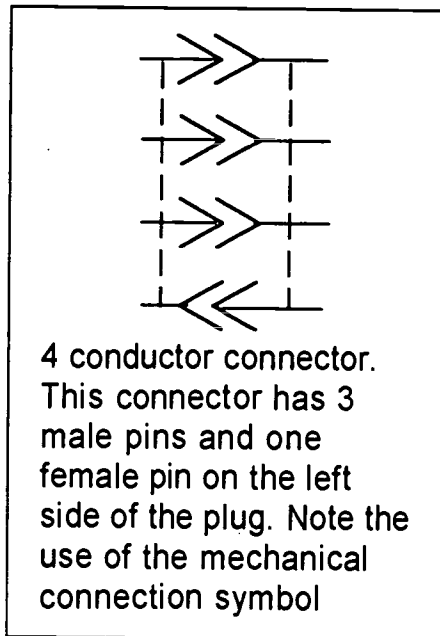 4 conductor connector.
This connector has 3
male pins and one
female pin on the left
side of the plug. Note the
use of the mechanical
connection symbol